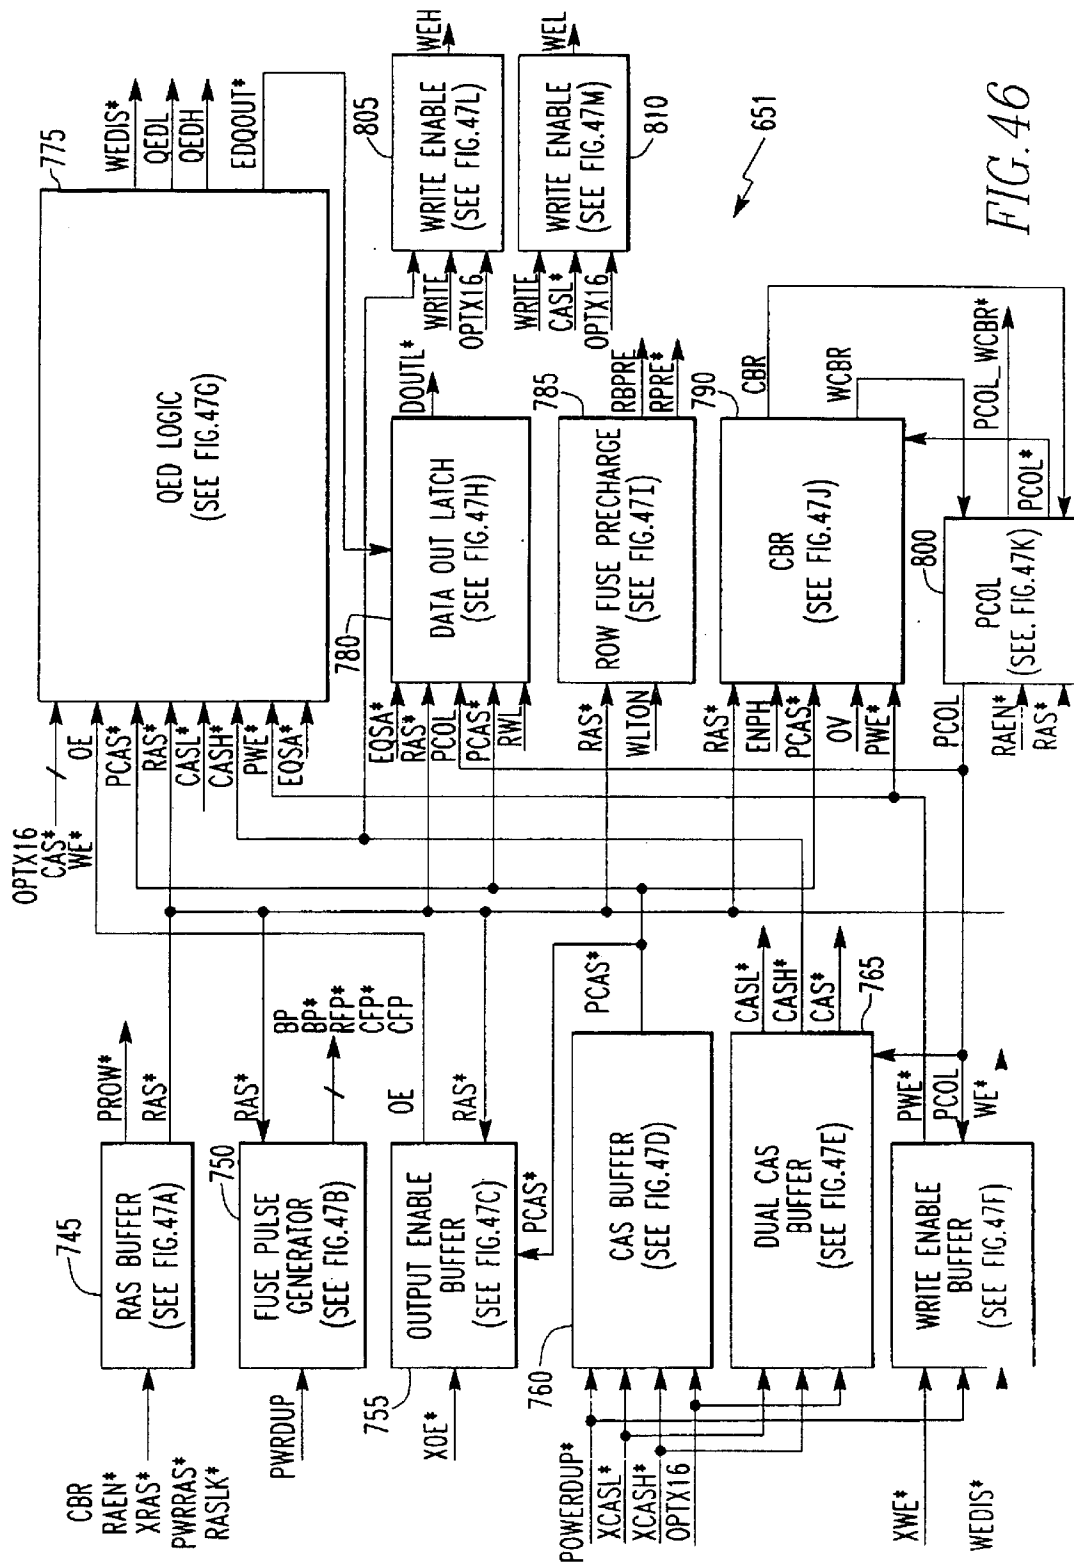 CBR
RAEN*
XRAS*
PWRRAS*
RASLK*
745
RAS BUFFER
(SEE FIG.47A)
PROW*
RAS*
PWRDUP
750
FUSE PULSE
GENERATOR
(SEE FIG.47B)
RAS*
BP
BP*
RFP*
CFP*
CFP
XOE*
755
OUTPUT ENABLE
BUFFER
(SEE FIG.47C)
OE
RAS*
PCAS*
POWERDUP*
XCASL*
XCASH*
OPTX16
760
CAS BUFFER
(SEE FIG.47D)
PCAS*
DUAL CAS
BUFFER
(SEE FIG.47E)
765
CASL*
CASH*
CAS*
XWE*
WEDIS*
WRITE ENABLE
BUFFER
(SEE FIG.47F)
PWE*
PCOL
WE*
OPTX16
CAS*
WE*
OE
PCAS*
RAS*
CASL*
CASH*
PWE*
EQSA*
775
QED LOGIC
(SEE FIG.47G)
WEDIS*
QEDL
QEDH
EDQOUT*
EQSA*
RAS*
PCOL
PCAS*
RWL
780
DATA OUT LATCH
(SEE FIG.47H)
DOUTL*
RAS*
WLTON
785
ROW FUSE PRECHARGE
(SEE FIG.47I)
RBPRE
RPRE*
RAS*
ENPH
PCAS*
OV
PWE*
790
CBR
(SEE FIG.47J)
CBR
WCBR
PCOL
RAEN*
RAS*
800
PCOL
(SEE. FIG.47K)
PCOL_WCBR*
PCOL*
WRITE
OPTX16
805
WRITE ENABLE
(SEE FIG.47L)
WEH
WRITE
CASL*
OPTX16
WRITE ENABLE
(SEE FIG.47M)
810
WEL
651
FIG.46